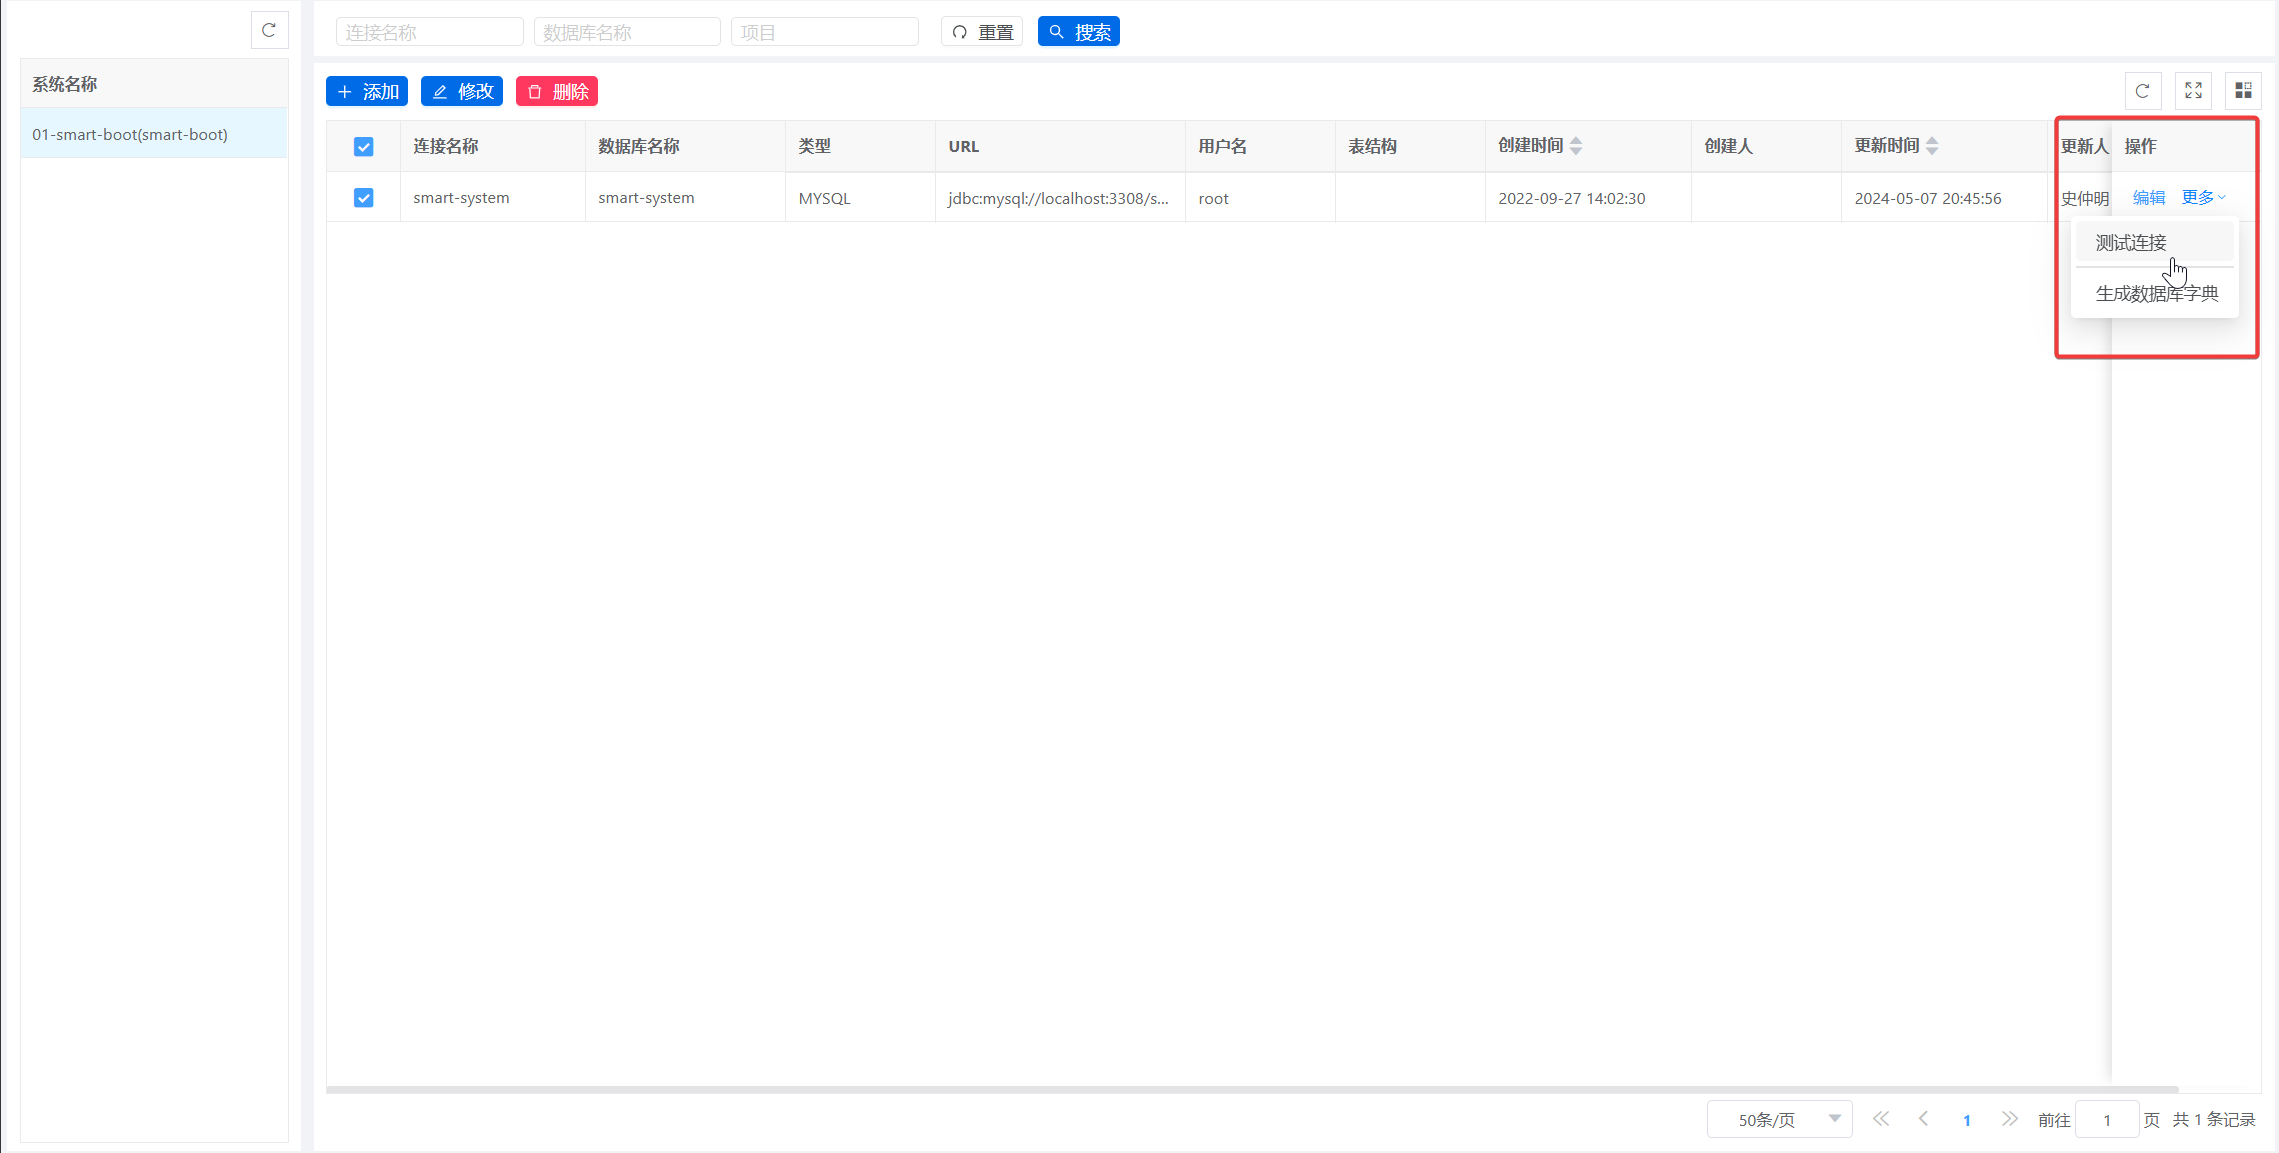 连接名称 数据库名称 项目 重置 搜索
系统名称
01-smart-boot(smart-boot)
添加 修改 删除
连接名称 数据库名称 类型 URL 用户名 表结构 创建时间 创建人 更新时间 更新人 操作
smart-system smart-system MYSQL jdbc:mysql://localhost:3308/s... root 2022-09-27 14:02:30 2024-05-07 20:45:56 史仲明 编辑 更多
测试连接
生成数据库字典
50条/页 1 前往 1 页 共 1 条记录